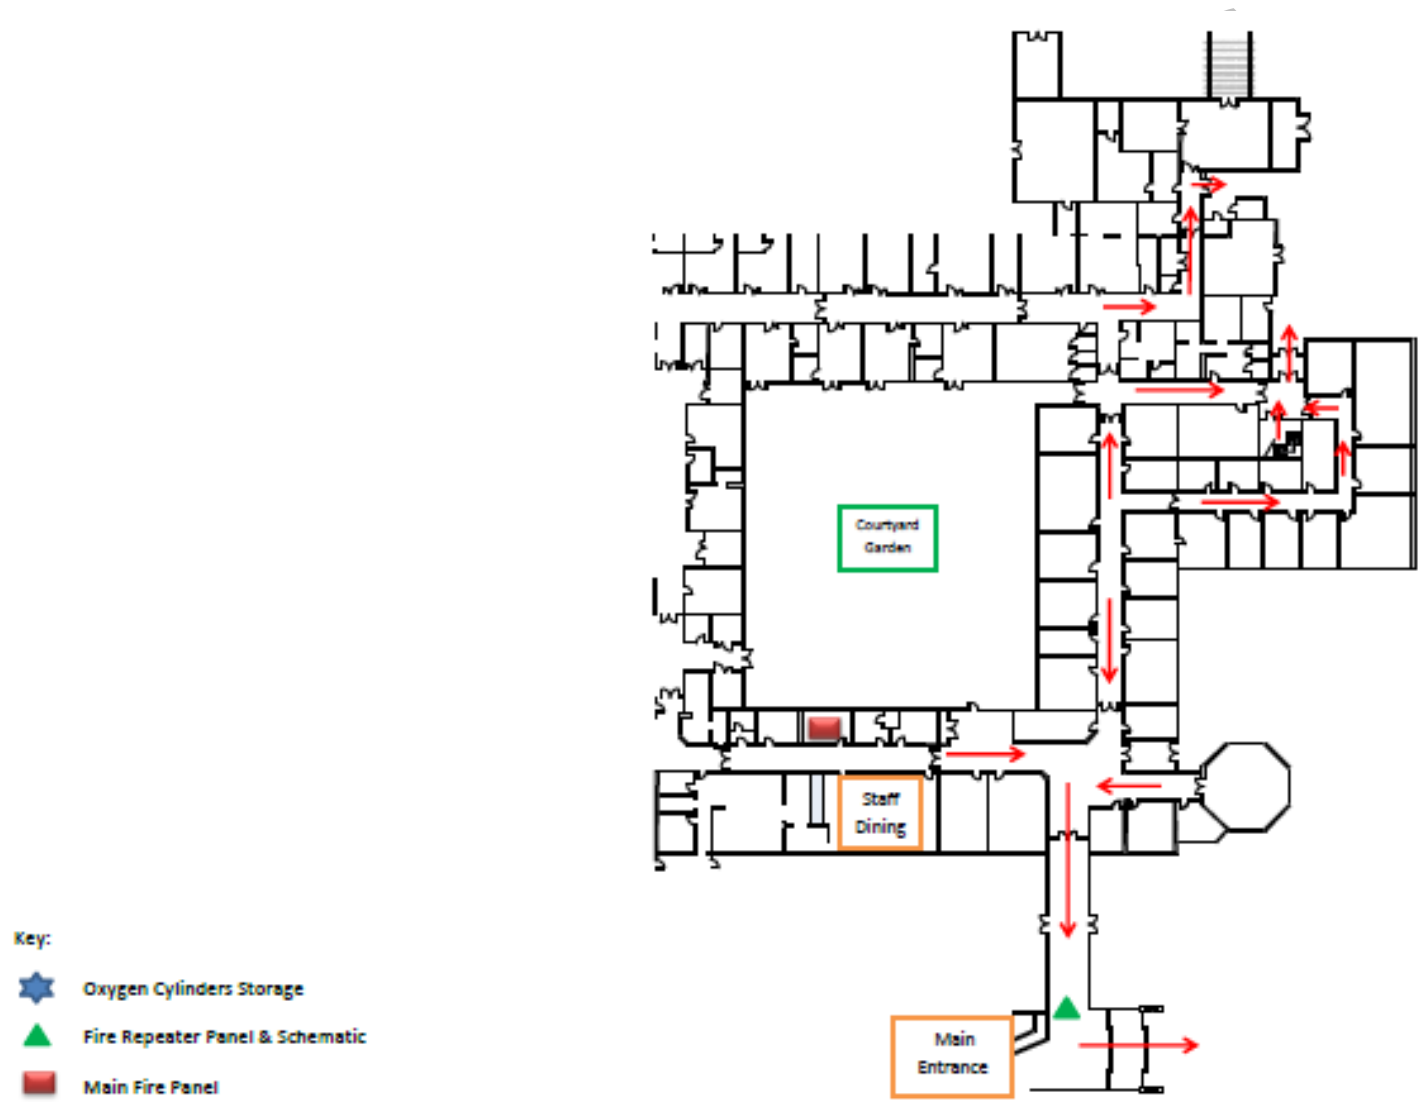 Courtyard
Garden
Staff
Dining
Main
Entrance
Key:
Oxygen Cylinders Storage
Fire Repeater Panel & Schematic
Main Fire Panel